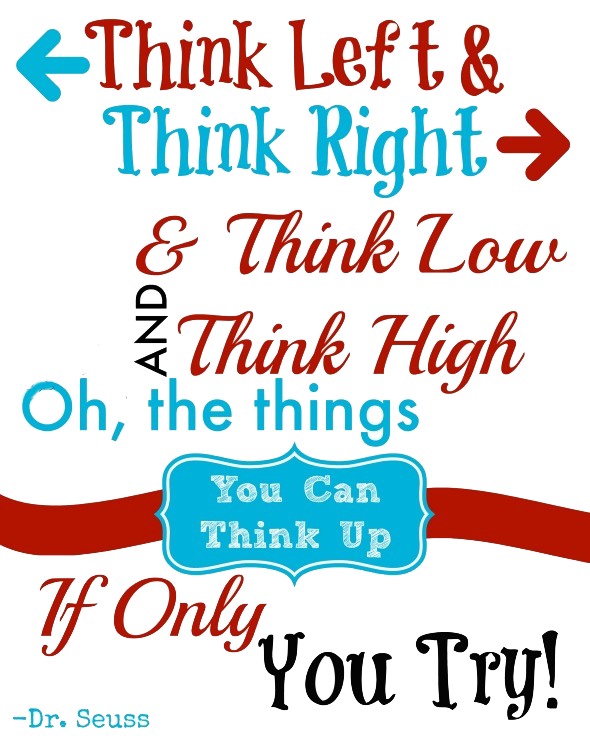 Think Left &
Think Right
& Think Low
AND Think High
Oh, the things
You Can
Think Up
If Only
You Try!
-Dr. Seuss